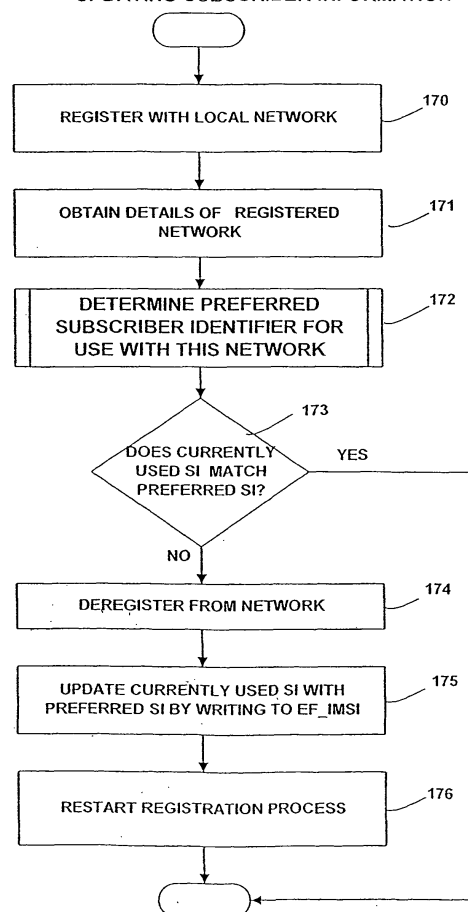 UPDATING SUBSCRIBER INFORMATION
REGISTER WITH LOCAL NETWORK
170
OBTAIN DETAILS OF REGISTERED
NETWORK
171
DETERMINE PREFERRED
SUBSCRIBER IDENTIFIER FOR
USE WITH THIS NETWORK
172
173
DOES CURRENTLY
USED SI MATCH
PREFERRED SI?
YES
NO
DEREGISTER FROM NETWORK
174
UPDATE CURRENTLY USED SI WITH
PREFERRED SI BY WRITING TO EF_IMSI
175
RESTART REGISTRATION PROCESS
176